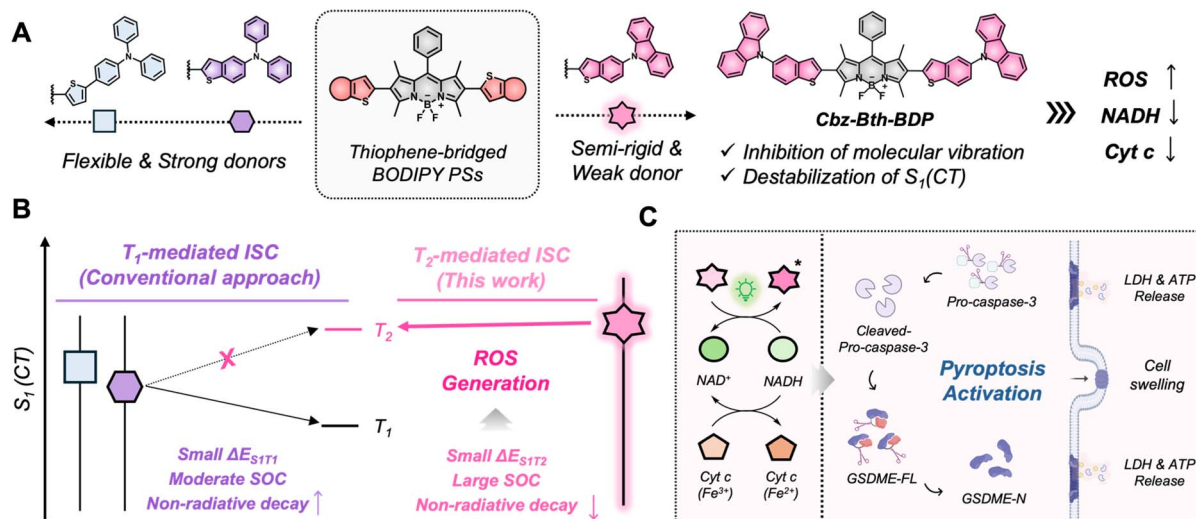 A
N
S
N
S
S
S
N
N
B
F
F
−
+
N
S
N
S
N
N
B
F
F
−
+
S
N
Flexible & Strong donors
Thiophene-bridged
BODIPY PSs
Semi-rigid &
Weak donor
Cbz-Bth-BDP
✓ Inhibition of molecular vibration
✓ Destabilization of S1(CT)
ROS ↑
NADH ↓
Cyt c ↓
B
S1 (CT)
T1-mediated ISC
(Conventional approach)
T2-mediated ISC
(This work)
X
T2
T1
ROS
Generation
Small ΔES1T1
Moderate SOC
Non-radiative decay ↑
Small ΔES1T2
Large SOC
Non-radiative decay ↓
C
*
NAD+
NADH
Cyt c
(Fe3+)
Cyt c
(Fe2+)
Pro-caspase-3
Cleaved-
Pro-caspase-3
Pyroptosis
Activation
GSDME-FL
GSDME-N
LDH & ATP
Release
Cell
swelling
LDH & ATP
Release